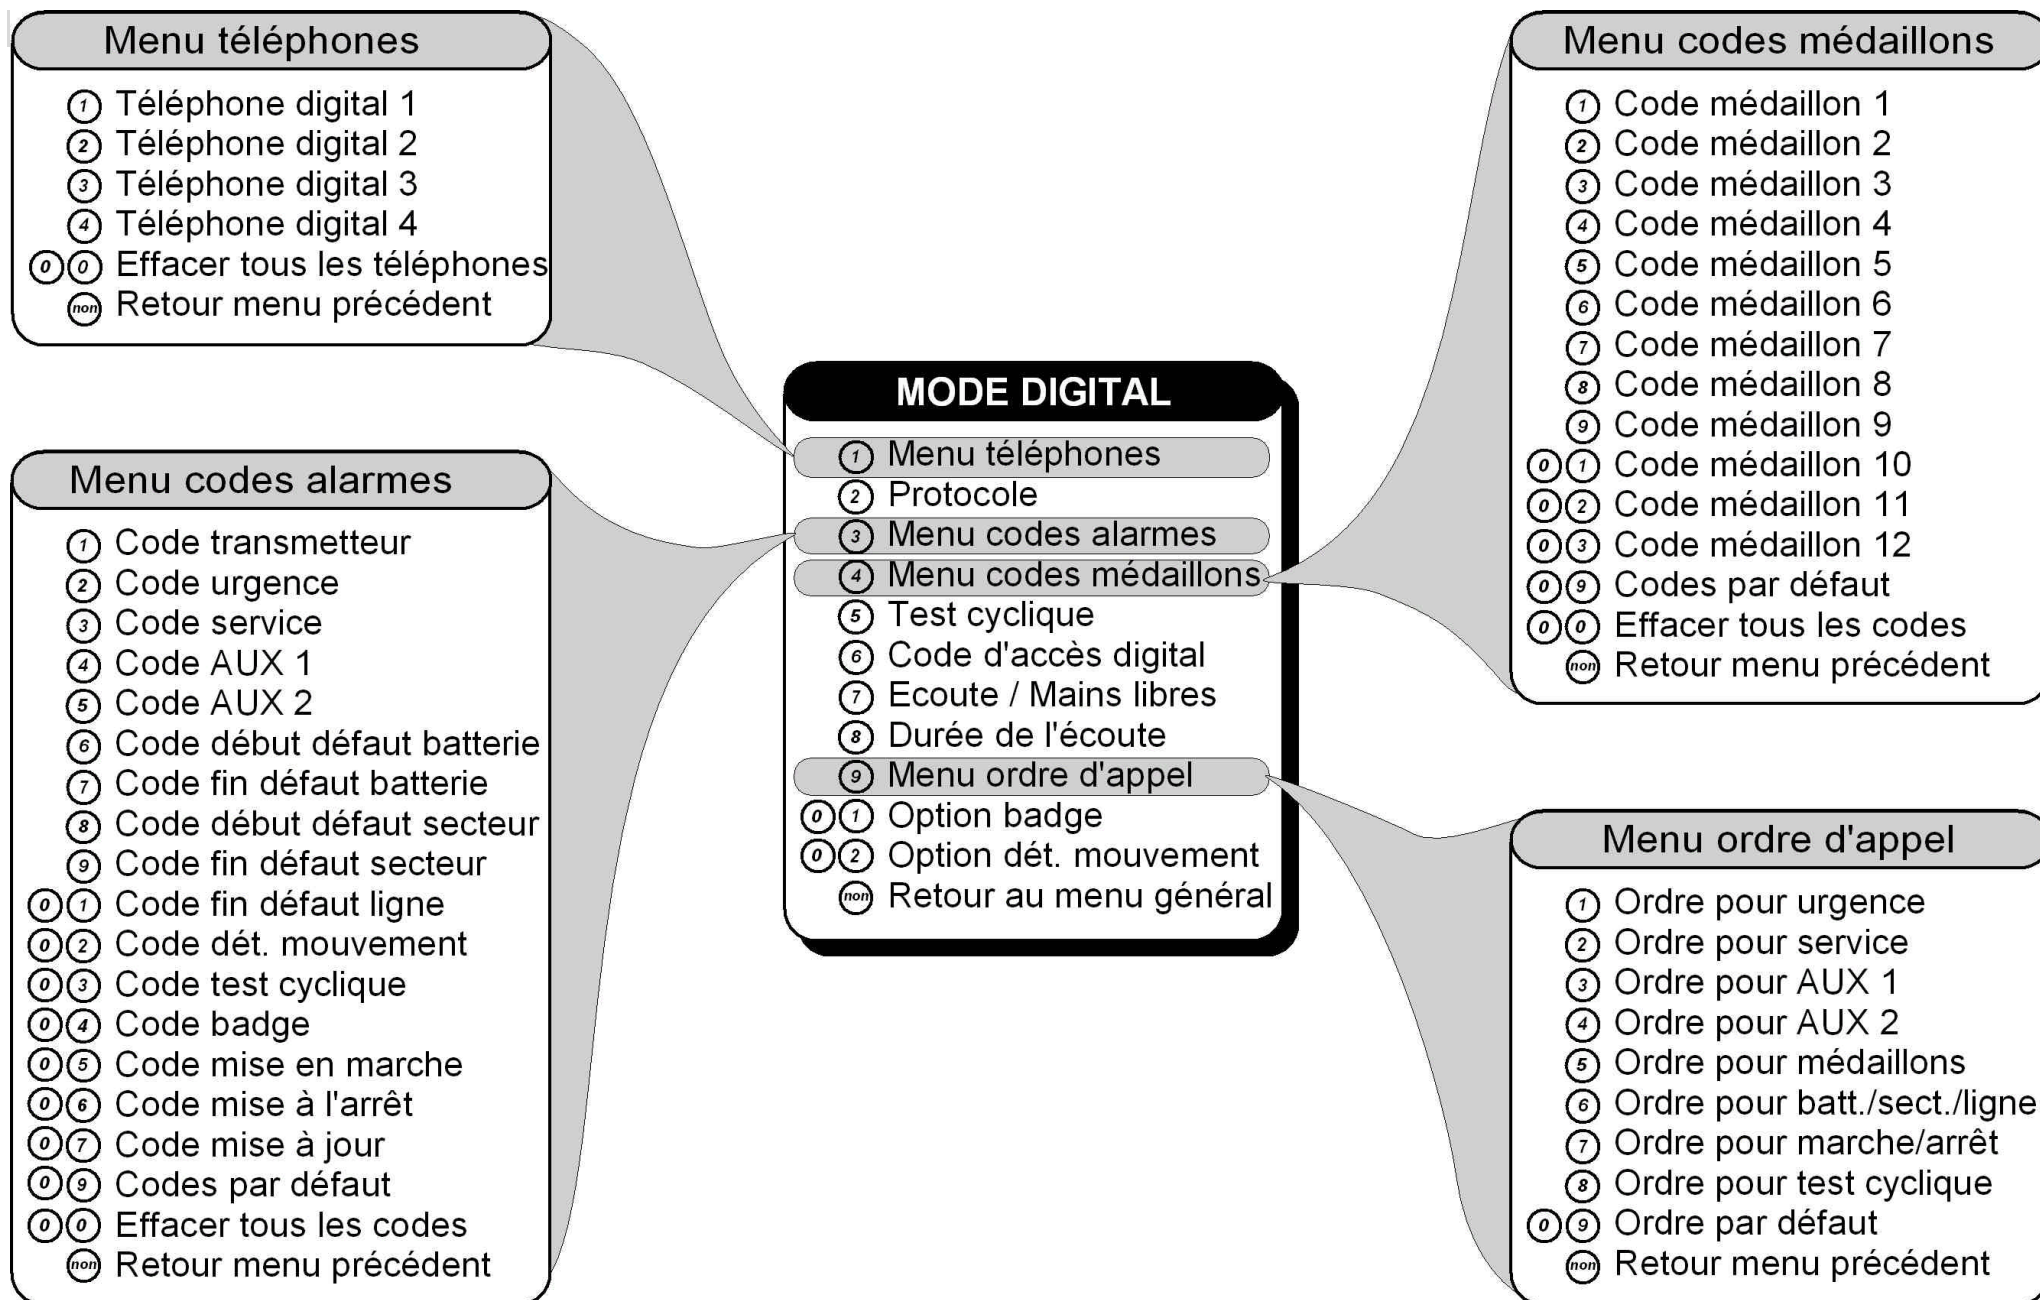 Menu téléphones
1 Téléphone digital 1
2 Téléphone digital 2
3 Téléphone digital 3
4 Téléphone digital 4
0 0 Effacer tous les téléphones
non Retour menu précédent
Menu codes alarmes
1 Code transmetteur
2 Code urgence
3 Code service
4 Code AUX 1
5 Code AUX 2
6 Code début défaut batterie
7 Code fin défaut batterie
8 Code début défaut secteur
9 Code fin défaut secteur
0 1 Code fin défaut ligne
0 2 Code dét. mouvement
0 3 Code test cyclique
0 4 Code badge
0 5 Code mise en marche
0 6 Code mise à l'arrêt
0 7 Code mise à jour
0 9 Codes par défaut
0 0 Effacer tous les codes
non Retour menu précédent
MODE DIGITAL
1 Menu téléphones
2 Protocole
3 Menu codes alarmes
4 Menu codes médaillons
5 Test cyclique
6 Code d'accès digital
7 Ecoute / Mains libres
8 Durée de l'écoute
9 Menu ordre d'appel
0 1 Option badge
0 2 Option dét. mouvement
non Retour au menu général
Menu codes médaillons
1 Code médaillon 1
2 Code médaillon 2
3 Code médaillon 3
4 Code médaillon 4
5 Code médaillon 5
6 Code médaillon 6
7 Code médaillon 7
8 Code médaillon 8
9 Code médaillon 9
0 1 Code médaillon 10
0 2 Code médaillon 11
0 3 Code médaillon 12
0 9 Codes par défaut
0 0 Effacer tous les codes
non Retour menu précédent
Menu ordre d'appel
1 Ordre pour urgence
2 Ordre pour service
3 Ordre pour AUX 1
4 Ordre pour AUX 2
5 Ordre pour médaillons
6 Ordre pour batt./sect./ligne
7 Ordre pour marche/arrêt
8 Ordre pour test cyclique
0 9 Ordre par défaut
non Retour menu précédent